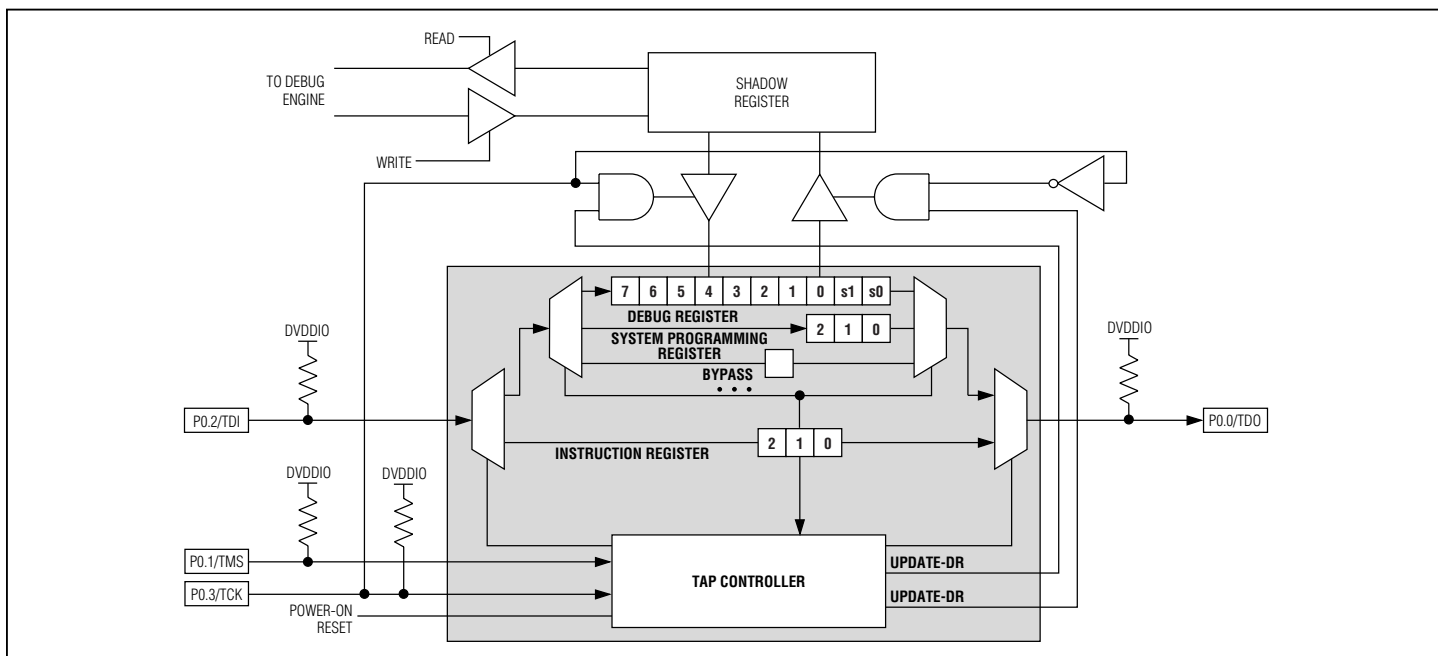 READ
TO DEBUG
ENGINE
SHADOW
REGISTER
WRITE
7 6 5 4 3 2 1 0 s1 s0
DEBUG REGISTER
SYSTEM PROGRAMMING
REGISTER
2 1 0
BYPASS
• • •
DVDDIO
DVDDIO
P0.2/TDI
P0.0/TDO
2 1 0
INSTRUCTION REGISTER
DVDDIO
DVDDIO
P0.1/TMS
P0.3/TCK
POWER-ON
RESET
TAP CONTROLLER
UPDATE-DR
UPDATE-DR